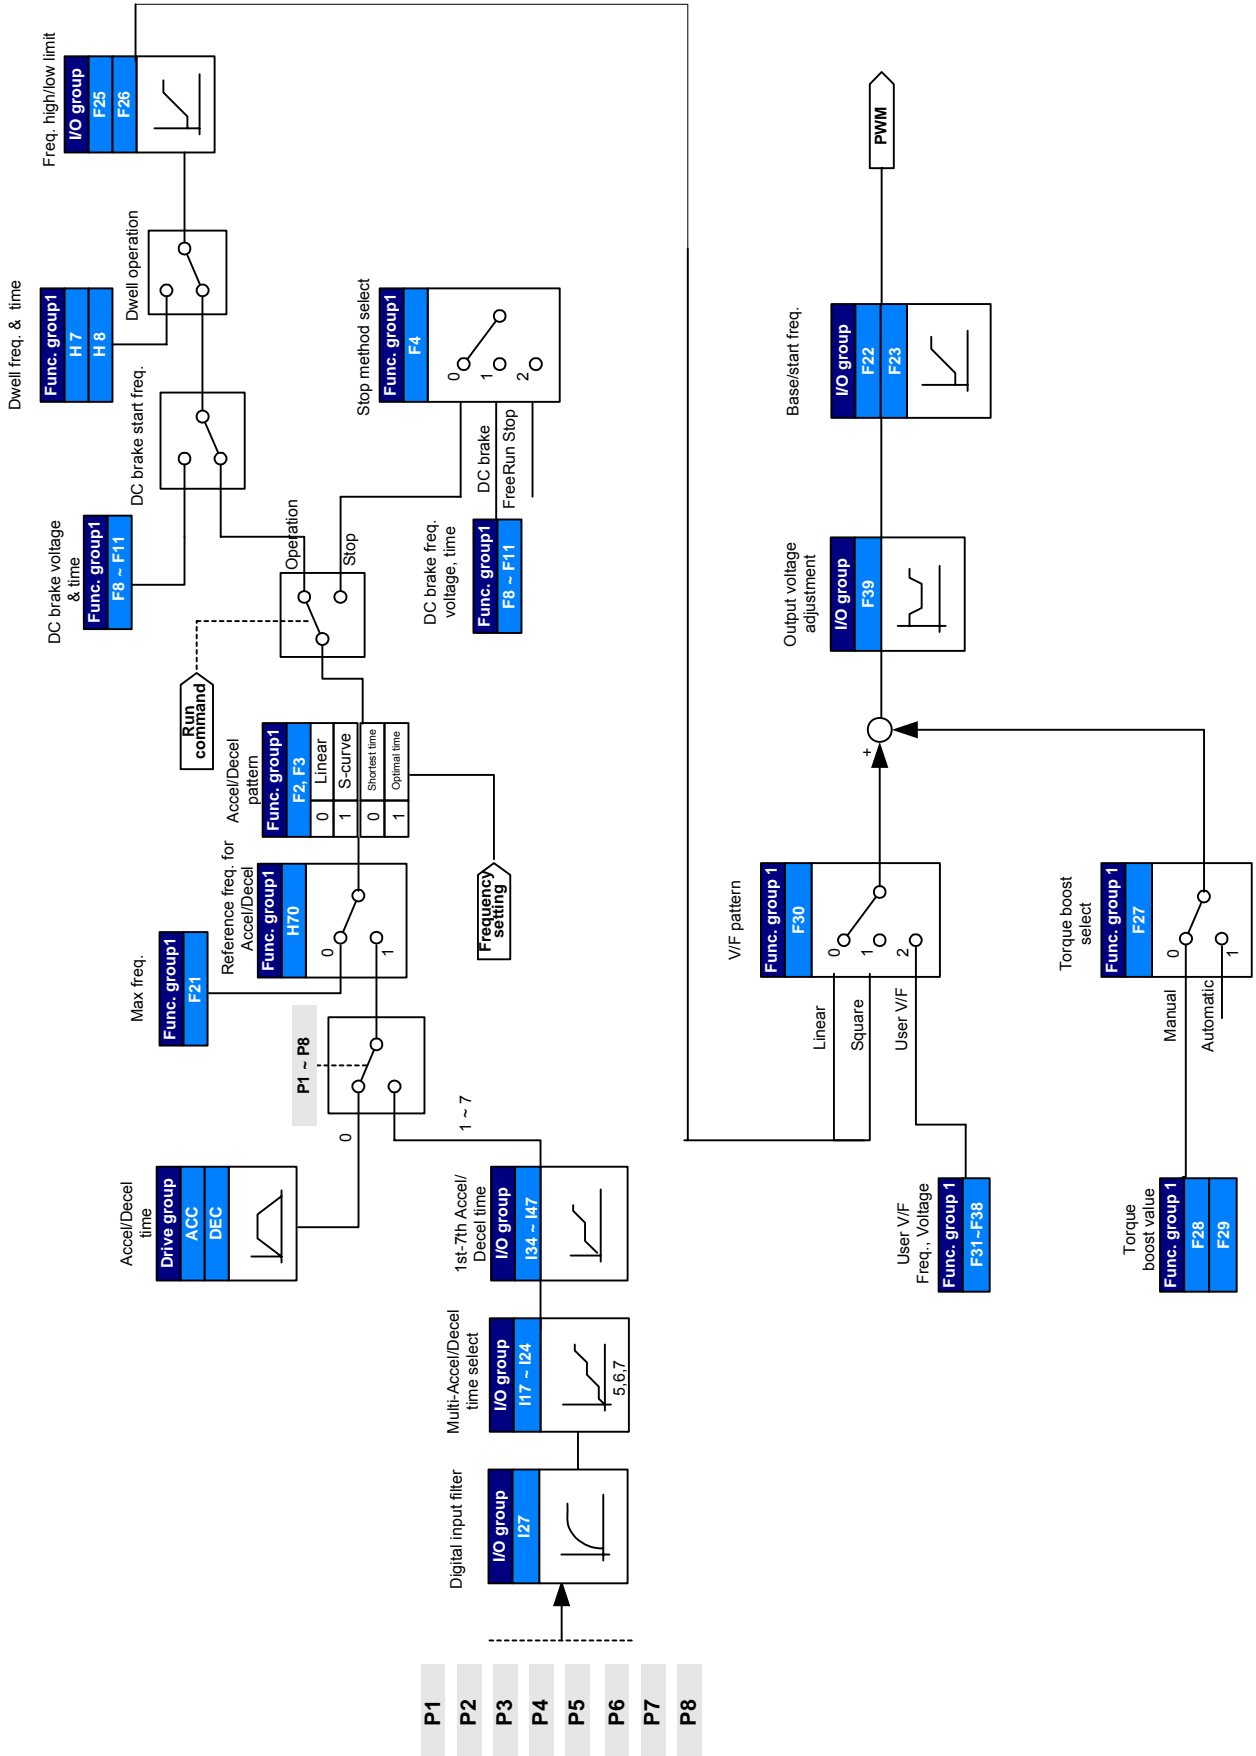 P1
P2
P3
P4
P5
P6
P7
P8
Digital input filter
I/O group
I27
Multi-Accel/Decel
time select
I/O group
I17 ~ I24
5,6,7
1st-7th Accel/
Decel time
I/O group
I34 ~ I47
Accel/Decel
time
Drive group
ACC
DEC
0
1 ~ 7
P1 ~ P8
Max freq.
Func. group1
F21
Reference freq. for
Accel/Decel
Func. group1
H70
0
1
Frequency
setting
Accel/Decel
pattern
Func. group1
F2, F3
0 Linear
1 S-curve
0 Shortest time
1 Optimal time
Run
command
Operation
Stop
DC brake voltage
& time
Func. group1
F8 ~ F11
DC brake start freq.
DC brake freq.
voltage, time
Func. group1
F8 ~ F11
DC brake
FreeRun Stop
Stop method select
Func. group1
F4
0
1
2
Dwell freq. & time
Func. group1
H 7
H 8
Dwell operation
Freq. high/low limit
I/O group
F25
F26
User V/F
Freq., Voltage
Func. group 1
F31~F38
Linear
Square
User V/F
V/F pattern
Func. group 1
F30
0
1
2
+
Output voltage
adjustment
I/O group
F39
Base/start freq.
I/O group
F22
F23
PWM
Torque
boost value
Func. group 1
F28
F29
Manual
Automatic
Torque boost
select
Func. group 1
F27
0
1